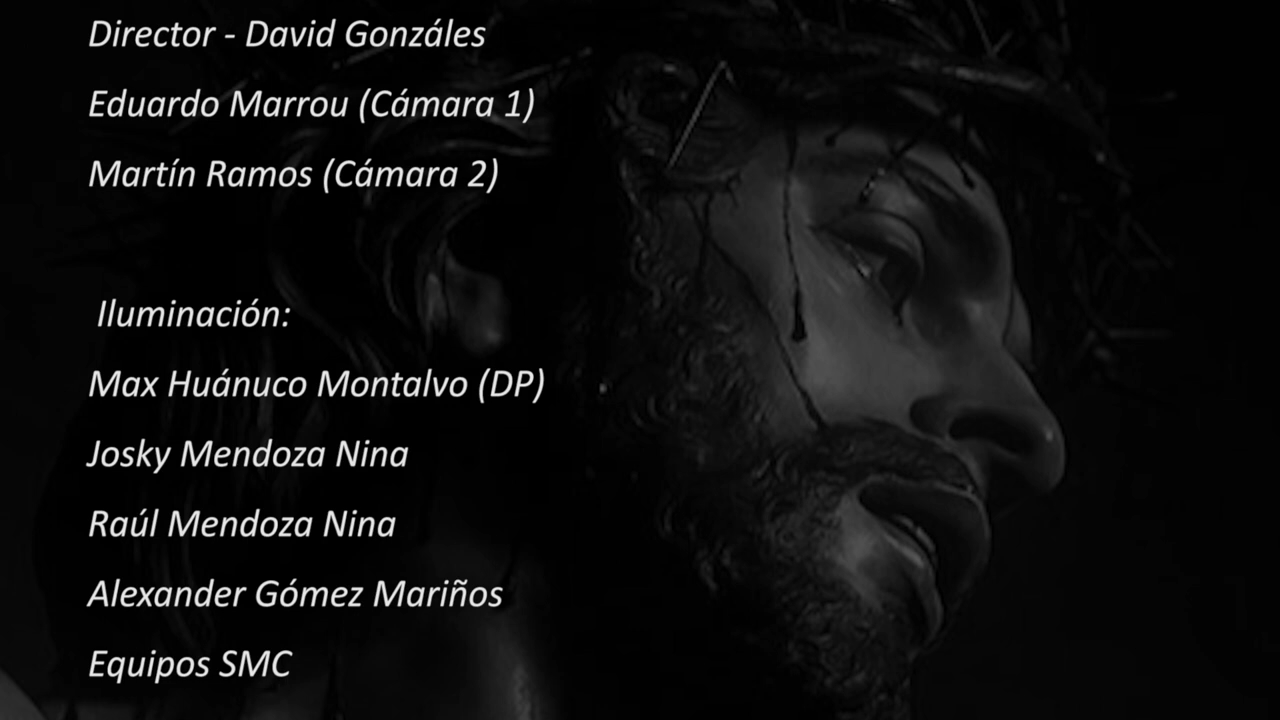 Director - David Gonzáles
Eduardo Marrou (Cámara 1)
Martín Ramos (Cámara 2)
Iluminación:
Max Huánuco Montalvo (DP)
Josky Mendoza Nina
Raúl Mendoza Nina
Alexander Gómez Mariños
Equipos SMC